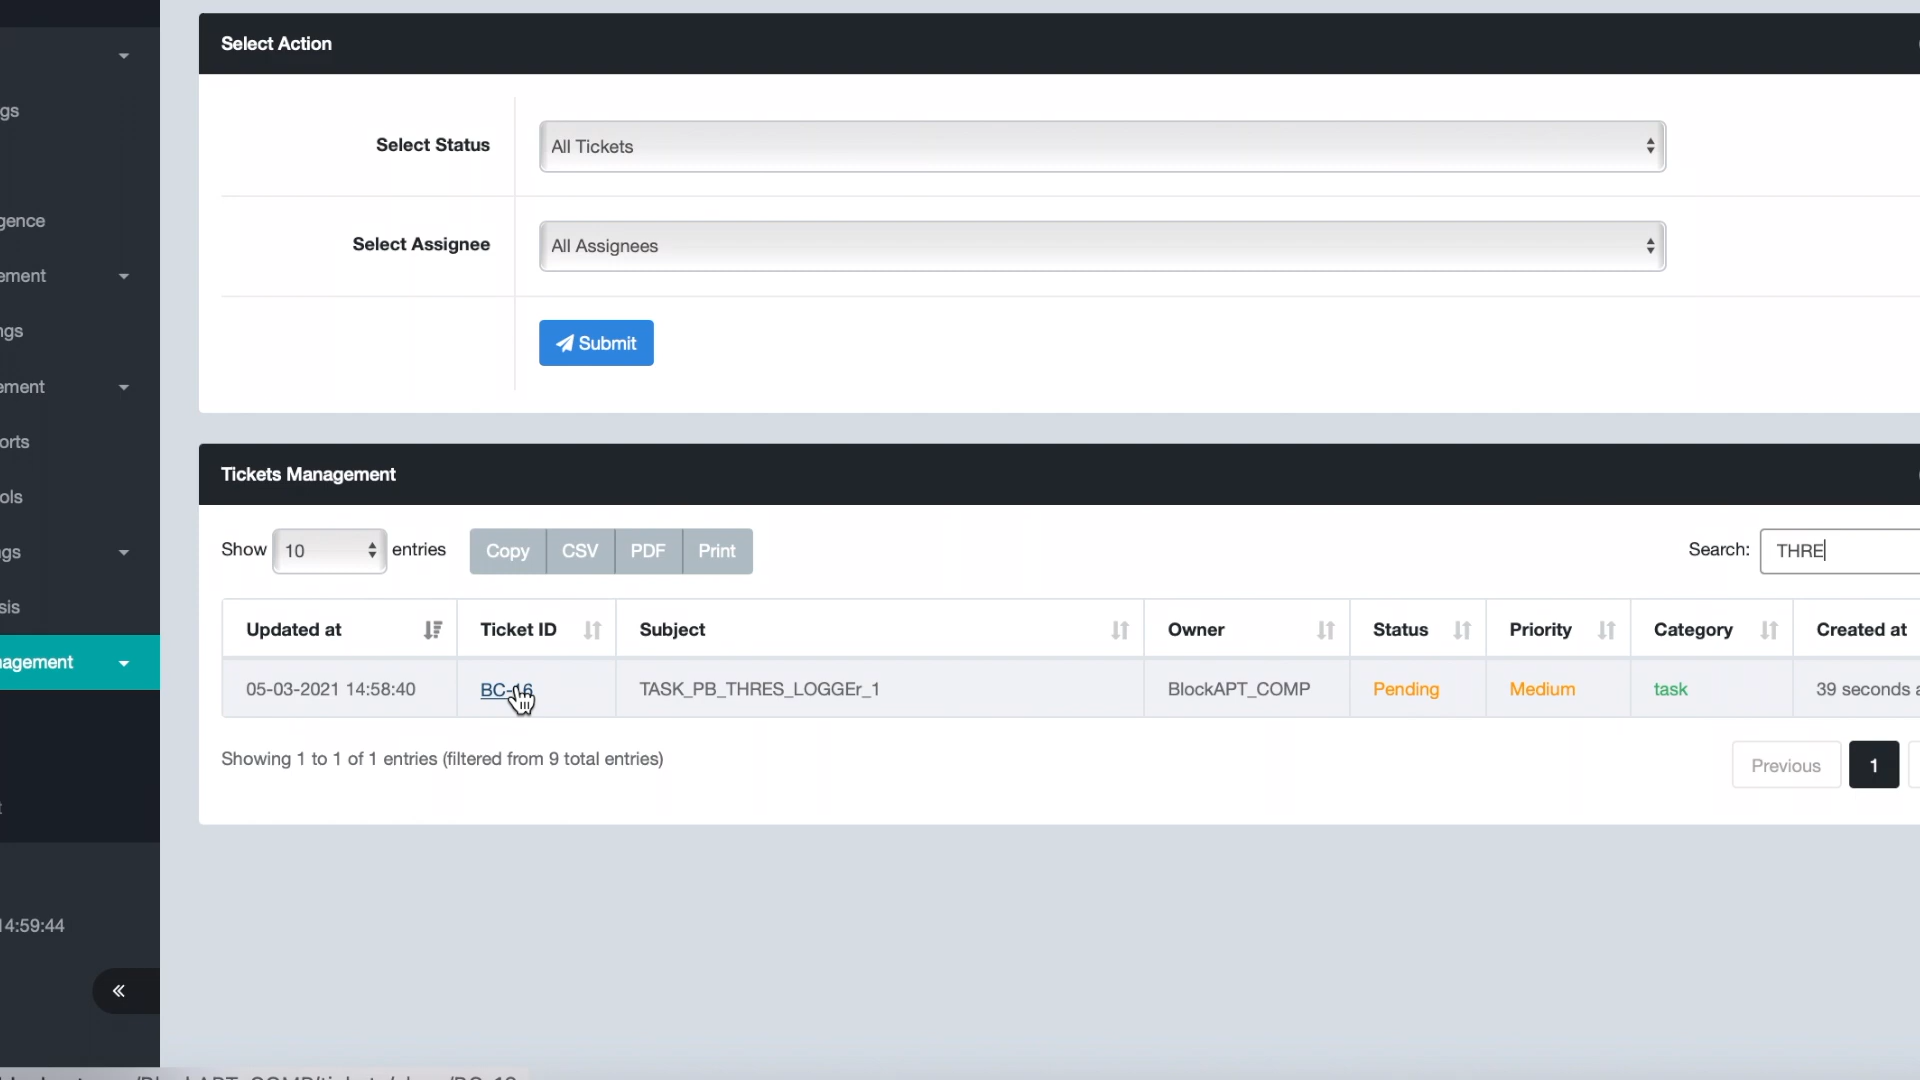 Select Action
gs
Select Status
All Tickets
gence
Select Assignee
All Assignees
ement
ngs
Submit
ement
orts
Tickets Management
ols
Show 10 entries
Copy CSV PDF Print
Search: THRE
gs
sis
Updated at Ticket ID Subject Owner Status Priority Category Created at
agement
05-03-2021 14:58:40 BC-16 TASK_PB_THRES_LOGGEr_1 BlockAPT_COMP Pending Medium task 39 seconds a
Showing 1 to 1 of 1 entries (filtered from 9 total entries)
Previous 1
t
14:59:44